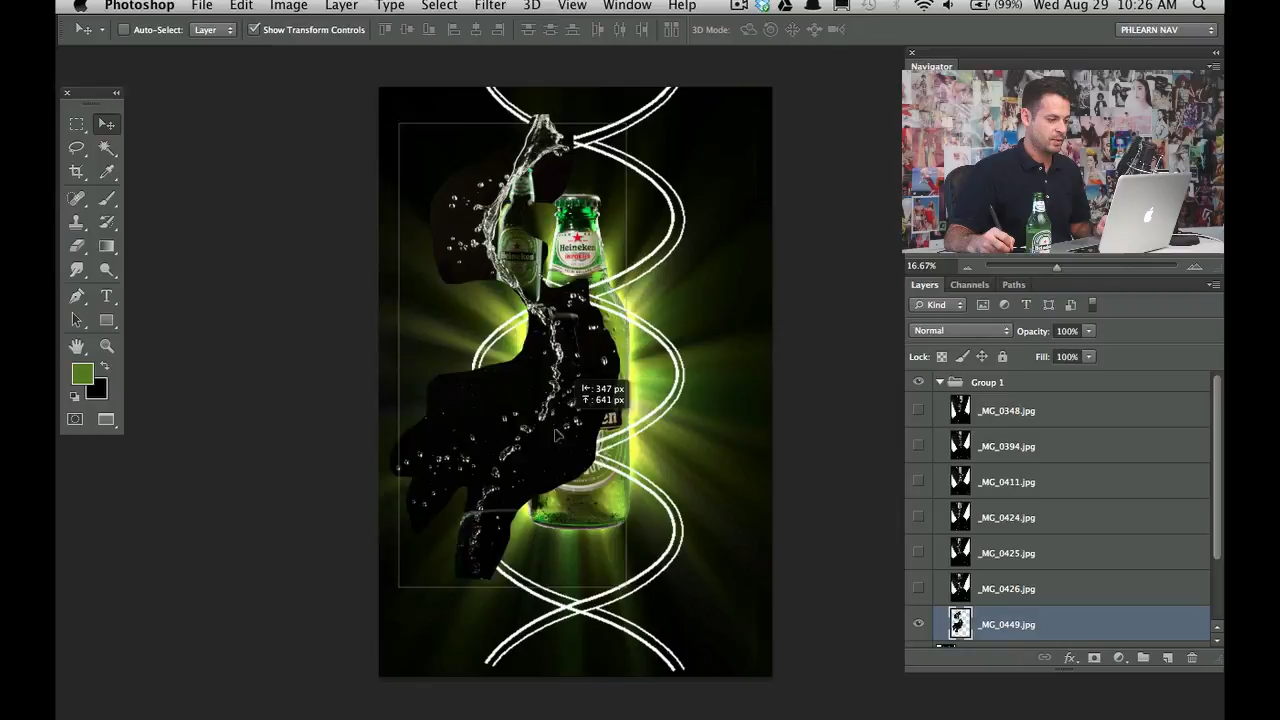 Photoshop File Edit Image Layer Type Select Filter 3D View Window Help (99%) Wed Aug 29 10:26 AM
Auto-Select: Layer Show Transform Controls 3D Mode: PHLEARN NAV
Navigator
Heineken
IMPORTED
347 px
641 px
en
16.67%
Layers Channels Paths
Kind
Normal Opacity: 100%
Lock: Fill: 100%
Group 1
_MG_0348.jpg
_MG_0394.jpg
_MG_0411.jpg
_MG_0424.jpg
_MG_0425.jpg
_MG_0426.jpg
_MG_0449.jpg
fx